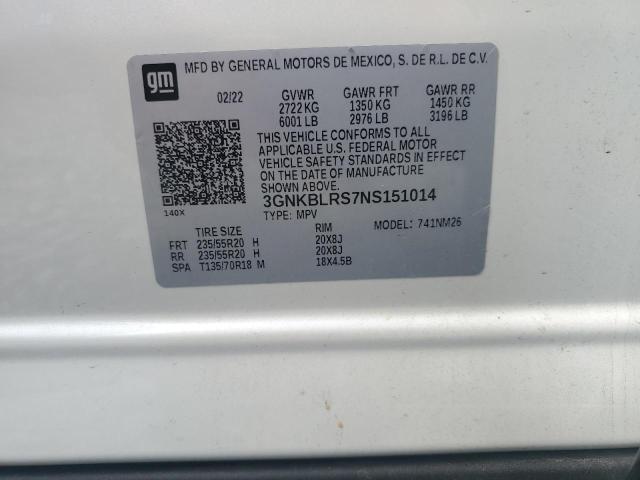 gm MFD BY GENERAL MOTORS DE MEXICO, S. DE R.L. DE C.V.
02/22 GVWR GAWR FRT GAWR RR
2722 KG 1350 KG 1450 KG
6001 LB 2976 LB 3196 LB
THIS VEHICLE CONFORMS TO ALL
APPLICABLE U.S. FEDERAL MOTOR
VEHICLE SAFETY STANDARDS IN EFFECT
ON THE DATE OF MANUFACTURE
SHOWN ABOVE.
3GNKBLRS7NS151014
140X TYPE: MPV MODEL: 741NM26
TIRE SIZE RIM
FRT 235/55R20 H 20X8J
RR 235/55R20 H 20X8J
SPA T135/70R18 M 18X4.5B